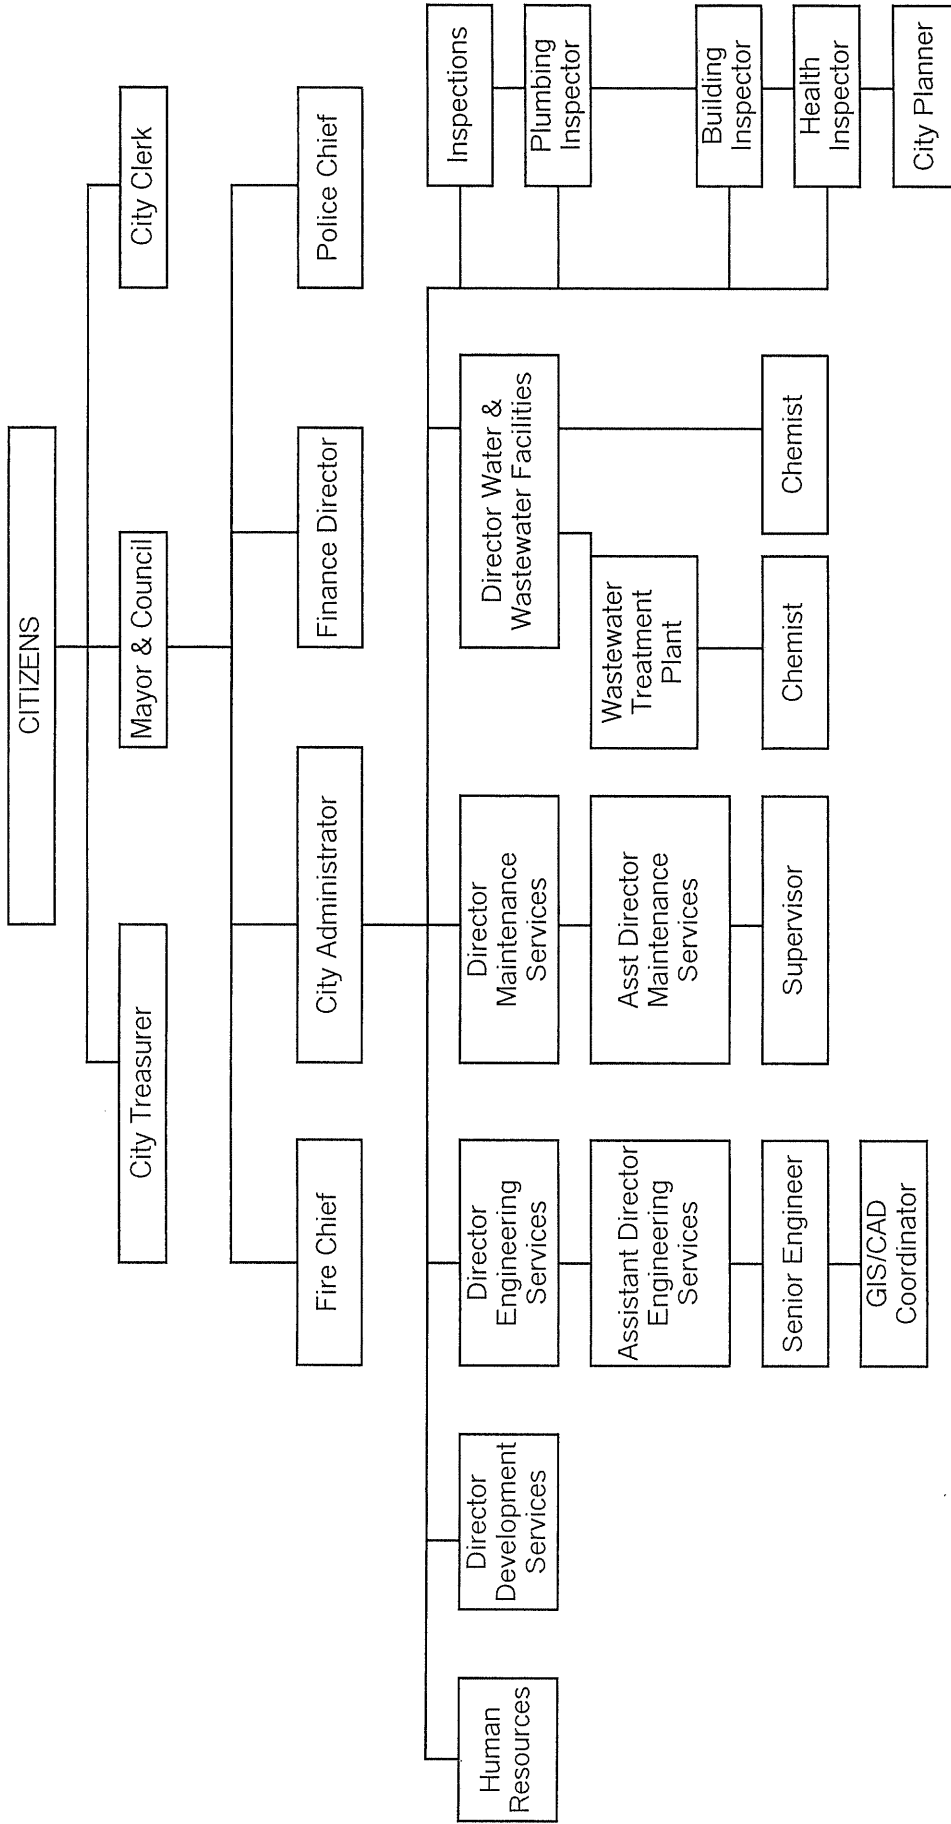 CITIZENS
City Treasurer
Mayor & Council
City Clerk
Fire Chief
City Administrator
Finance Director
Police Chief
Human
Resources
Director
Development
Services
Director
Engineering
Services
Assistant Director
Engineering
Services
Senior Engineer
GIS/CAD
Coordinator
Director
Maintenance
Services
Asst Director
Maintenance
Services
Supervisor
Director Water &
Wastewater Facilities
Wastewater
Treatment
Plant
Chemist
Chemist
Inspections
Plumbing
Inspector
Building
Inspector
Health
Inspector
City Planner